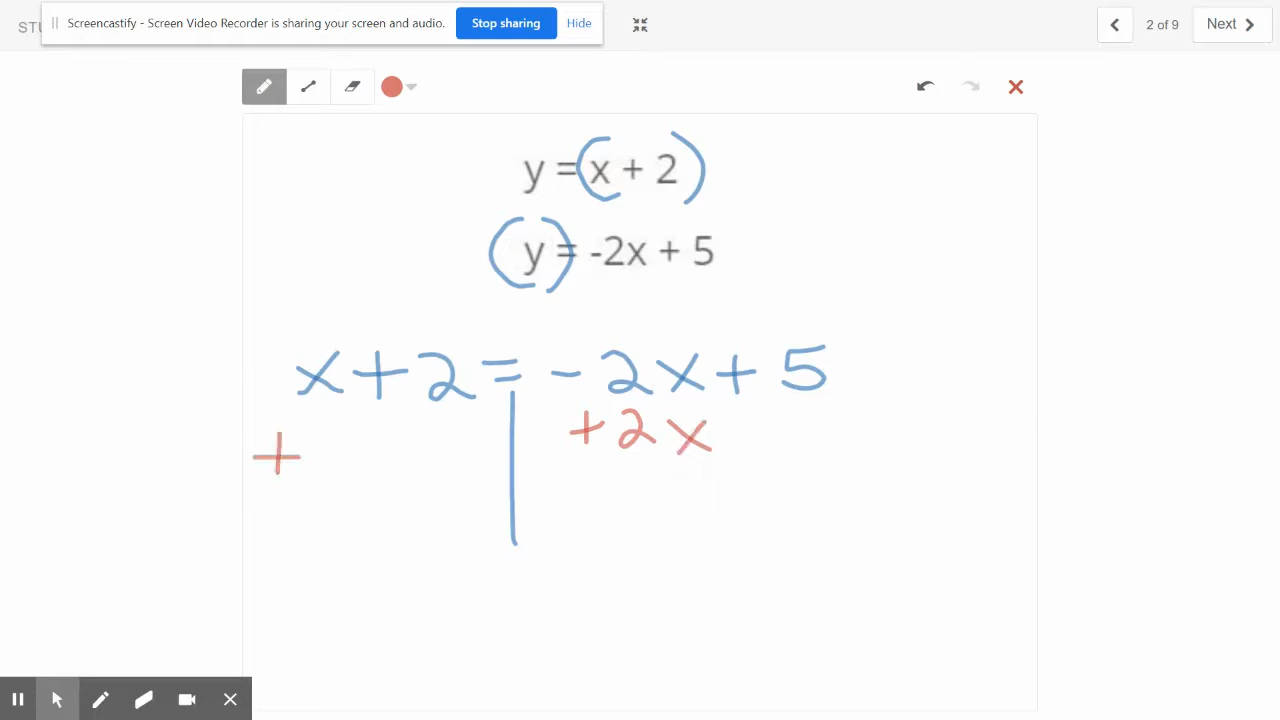 STU
Screencastify - Screen Video Recorder is sharing your screen and audio. Stop sharing Hide
2 of 9 Next
y = (x + 2)
(y) = -2x + 5
x + 2 = - 2x + 5
+ + 2x